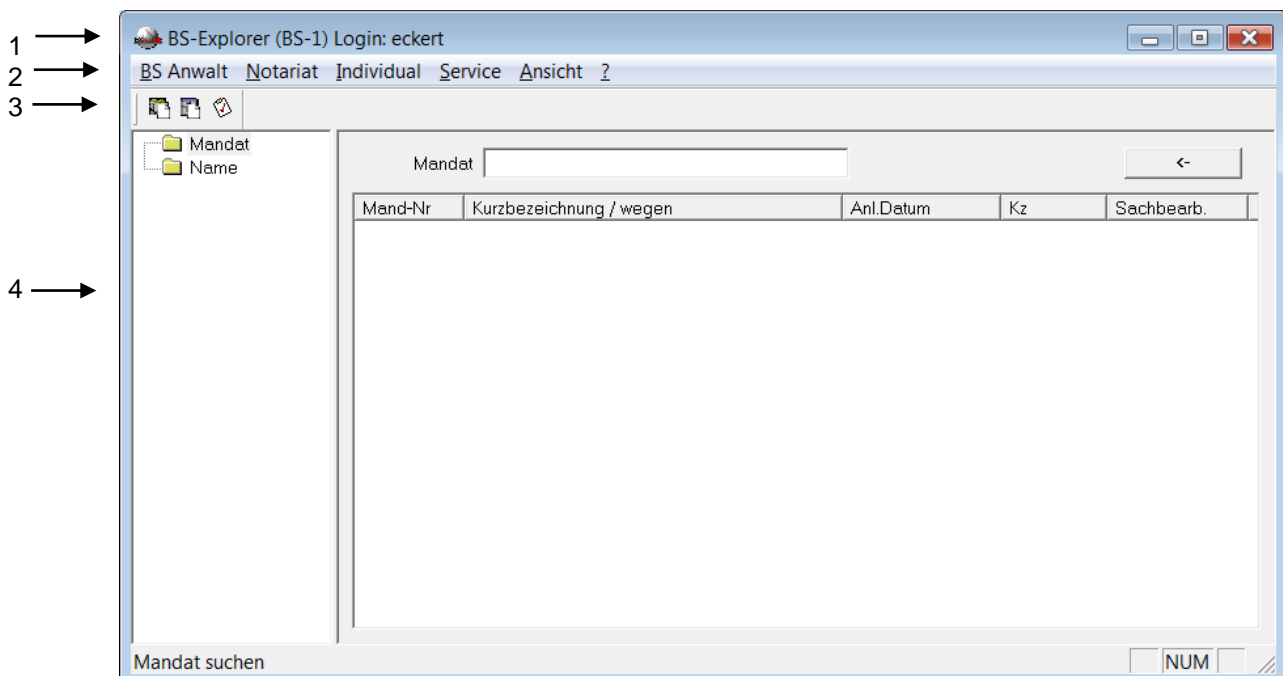 1
BS-Explorer (BS-1) Login: eckert
2
BS Anwalt Notariat Individual Service Ansicht ?
3
Mandat
Name
Mandat
<-
Mand-Nr Kurzbezeichnung / wegen Anl.Datum Kz Sachbearb.
4
Mandat suchen NUM